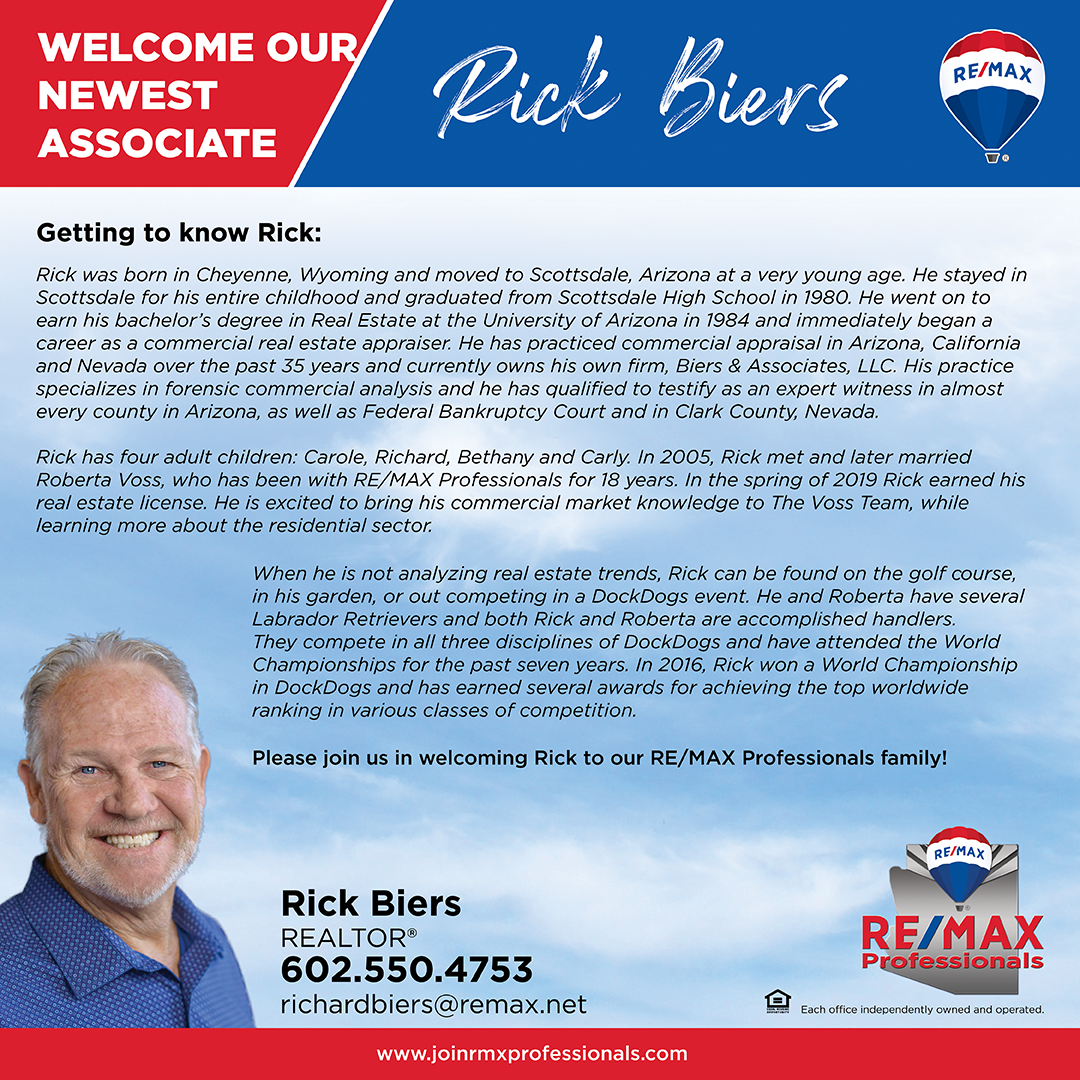 WELCOME OUR
NEWEST
ASSOCIATE
Rick Biers
RE/MAX
®
Getting to know Rick:
Rick was born in Cheyenne, Wyoming and moved to Scottsdale, Arizona at a very young age. He stayed in
Scottsdale for his entire childhood and graduated from Scottsdale High School in 1980. He went on to
earn his bachelor's degree in Real Estate at the University of Arizona in 1984 and immediately began a
career as a commercial real estate appraiser. He has practiced commercial appraisal in Arizona, California
and Nevada over the past 35 years and currently owns his own firm, Biers & Associates, LLC. His practice
specializes in forensic commercial analysis and he has qualified to testify as an expert witness in almost
every county in Arizona, as well as Federal Bankruptcy Court and in Clark County, Nevada.
Rick has four adult children: Carole, Richard, Bethany and Carly. In 2005, Rick met and later married
Roberta Voss, who has been with RE/MAX Professionals for 18 years. In the spring of 2019 Rick earned his
real estate license. He is excited to bring his commercial market knowledge to The Voss Team, while
learning more about the residential sector.
When he is not analyzing real estate trends, Rick can be found on the golf course,
in his garden, or out competing in a DockDogs event. He and Roberta have several
Labrador Retrievers and both Rick and Roberta are accomplished handlers.
They compete in all three disciplines of DockDogs and have attended the World
Championships for the past seven years. In 2016, Rick won a World Championship
in DockDogs and has earned several awards for achieving the top worldwide
ranking in various classes of competition.
Please join us in welcoming Rick to our RE/MAX Professionals family!
Rick Biers
REALTOR®
602.550.4753
richardbiers@remax.net
RE/MAX
RE/MAX
Professionals
Each office independently owned and operated.
www.joinrmxprofessionals.com